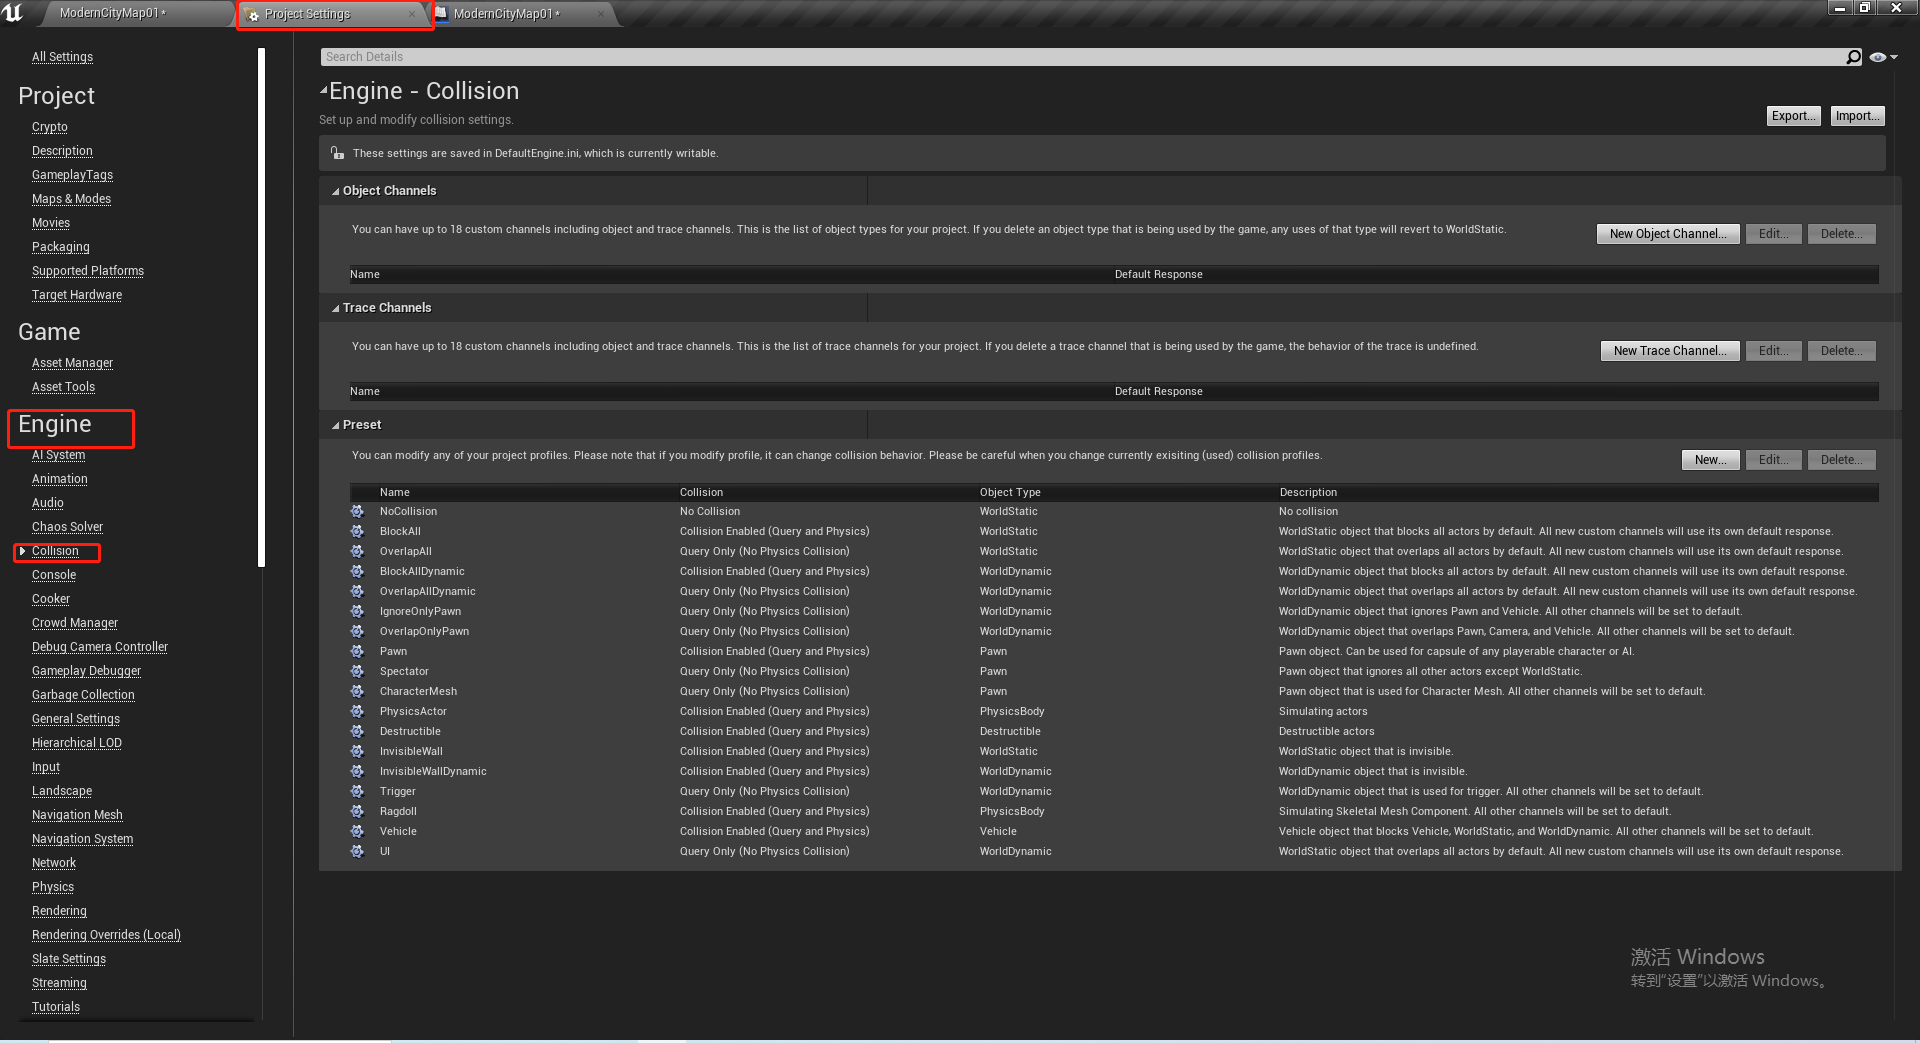 ModernCityMap01*
Project Settings
ModernCityMap01*
All Settings
Project
Crypto
Description
GameplayTags
Maps & Modes
Movies
Packaging
Supported Platforms
Target Hardware
Game
Asset Manager
Asset Tools
Engine
AI System
Animation
Audio
Chaos Solver
Collision
Console
Cooker
Crowd Manager
Debug Camera Controller
Gameplay Debugger
Garbage Collection
General Settings
Hierarchical LOD
Input
Landscape
Navigation Mesh
Navigation System
Network
Physics
Rendering
Rendering Overrides (Local)
Slate Settings
Streaming
Tutorials
Search Details
Engine - Collision
Set up and modify collision settings.
Export...
Import...
These settings are saved in DefaultEngine.ini, which is currently writable.
Object Channels
You can have up to 18 custom channels including object and trace channels. This is the list of object types for your project. If you delete an object type that is being used by the game, any uses of that type will revert to WorldStatic.
New Object Channel... Edit... Delete...
Name Default Response
Trace Channels
You can have up to 18 custom channels including object and trace channels. This is the list of trace channels for your project. If you delete a trace channel that is being used by the game, the behavior of the trace is undefined.
New Trace Channel... Edit... Delete...
Name Default Response
Preset
You can modify any of your project profiles. Please note that if you modify profile, it can change collision behavior. Please be careful when you change currently exisiting (used) collision profiles.
New... Edit... Delete...
Name Collision Object Type Description
NoCollision No Collision WorldStatic No collision
BlockAll Collision Enabled (Query and Physics) WorldStatic WorldStatic object that blocks all actors by default. All new custom channels will use its own default response.
OverlapAll Query Only (No Physics Collision) WorldStatic WorldStatic object that overlaps all actors by default. All new custom channels will use its own default response.
BlockAllDynamic Collision Enabled (Query and Physics) WorldDynamic WorldDynamic object that blocks all actors by default. All new custom channels will use its own default response.
OverlapAllDynamic Query Only (No Physics Collision) WorldDynamic WorldDynamic object that overlaps all actors by default. All new custom channels will use its own default response.
IgnoreOnlyPawn Query Only (No Physics Collision) WorldDynamic WorldDynamic object that ignores Pawn and Vehicle. All other channels will be set to default.
OverlapOnlyPawn Query Only (No Physics Collision) WorldDynamic WorldDynamic object that overlaps Pawn, Camera, and Vehicle. All other channels will be set to default.
Pawn Collision Enabled (Query and Physics) Pawn Pawn object. Can be used for capsule of any playerable character or AI.
Spectator Query Only (No Physics Collision) Pawn Pawn object that ignores all other actors except WorldStatic.
CharacterMesh Query Only (No Physics Collision) Pawn Pawn object that is used for Character Mesh. All other channels will be set to default.
PhysicsActor Collision Enabled (Query and Physics) PhysicsBody Simulating actors
Destructible Collision Enabled (Query and Physics) Destructible Destructible actors
InvisibleWall Collision Enabled (Query and Physics) WorldStatic WorldStatic object that is invisible.
InvisibleWallDynamic Collision Enabled (Query and Physics) WorldDynamic WorldDynamic object that is invisible.
Trigger Query Only (No Physics Collision) WorldDynamic WorldDynamic object that is used for trigger. All other channels will be set to default.
Ragdoll Collision Enabled (Query and Physics) PhysicsBody Simulating Skeletal Mesh Component. All other channels will be set to default.
Vehicle Collision Enabled (Query and Physics) Vehicle Vehicle object that blocks Vehicle, WorldStatic, and WorldDynamic. All other channels will be set to default.
UI Query Only (No Physics Collision) WorldDynamic WorldStatic object that overlaps all actors by default. All new custom channels will use its own default response.
激活 Windows
转到"设置"以激活 Windows。